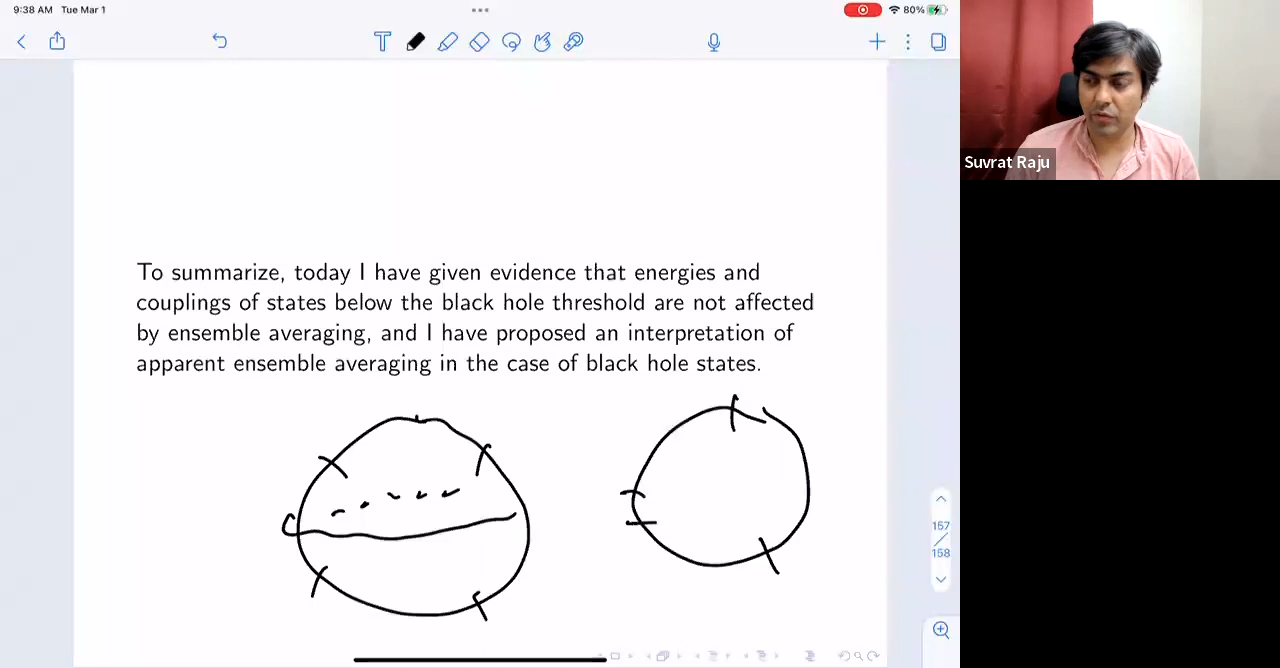 9:38 AM Tue Mar 1
80%
Suvrat Raju
To summarize, today I have given evidence that energies and
couplings of states below the black hole threshold are not affected
by ensemble averaging, and I have proposed an interpretation of
apparent ensemble averaging in the case of black hole states.
157
158